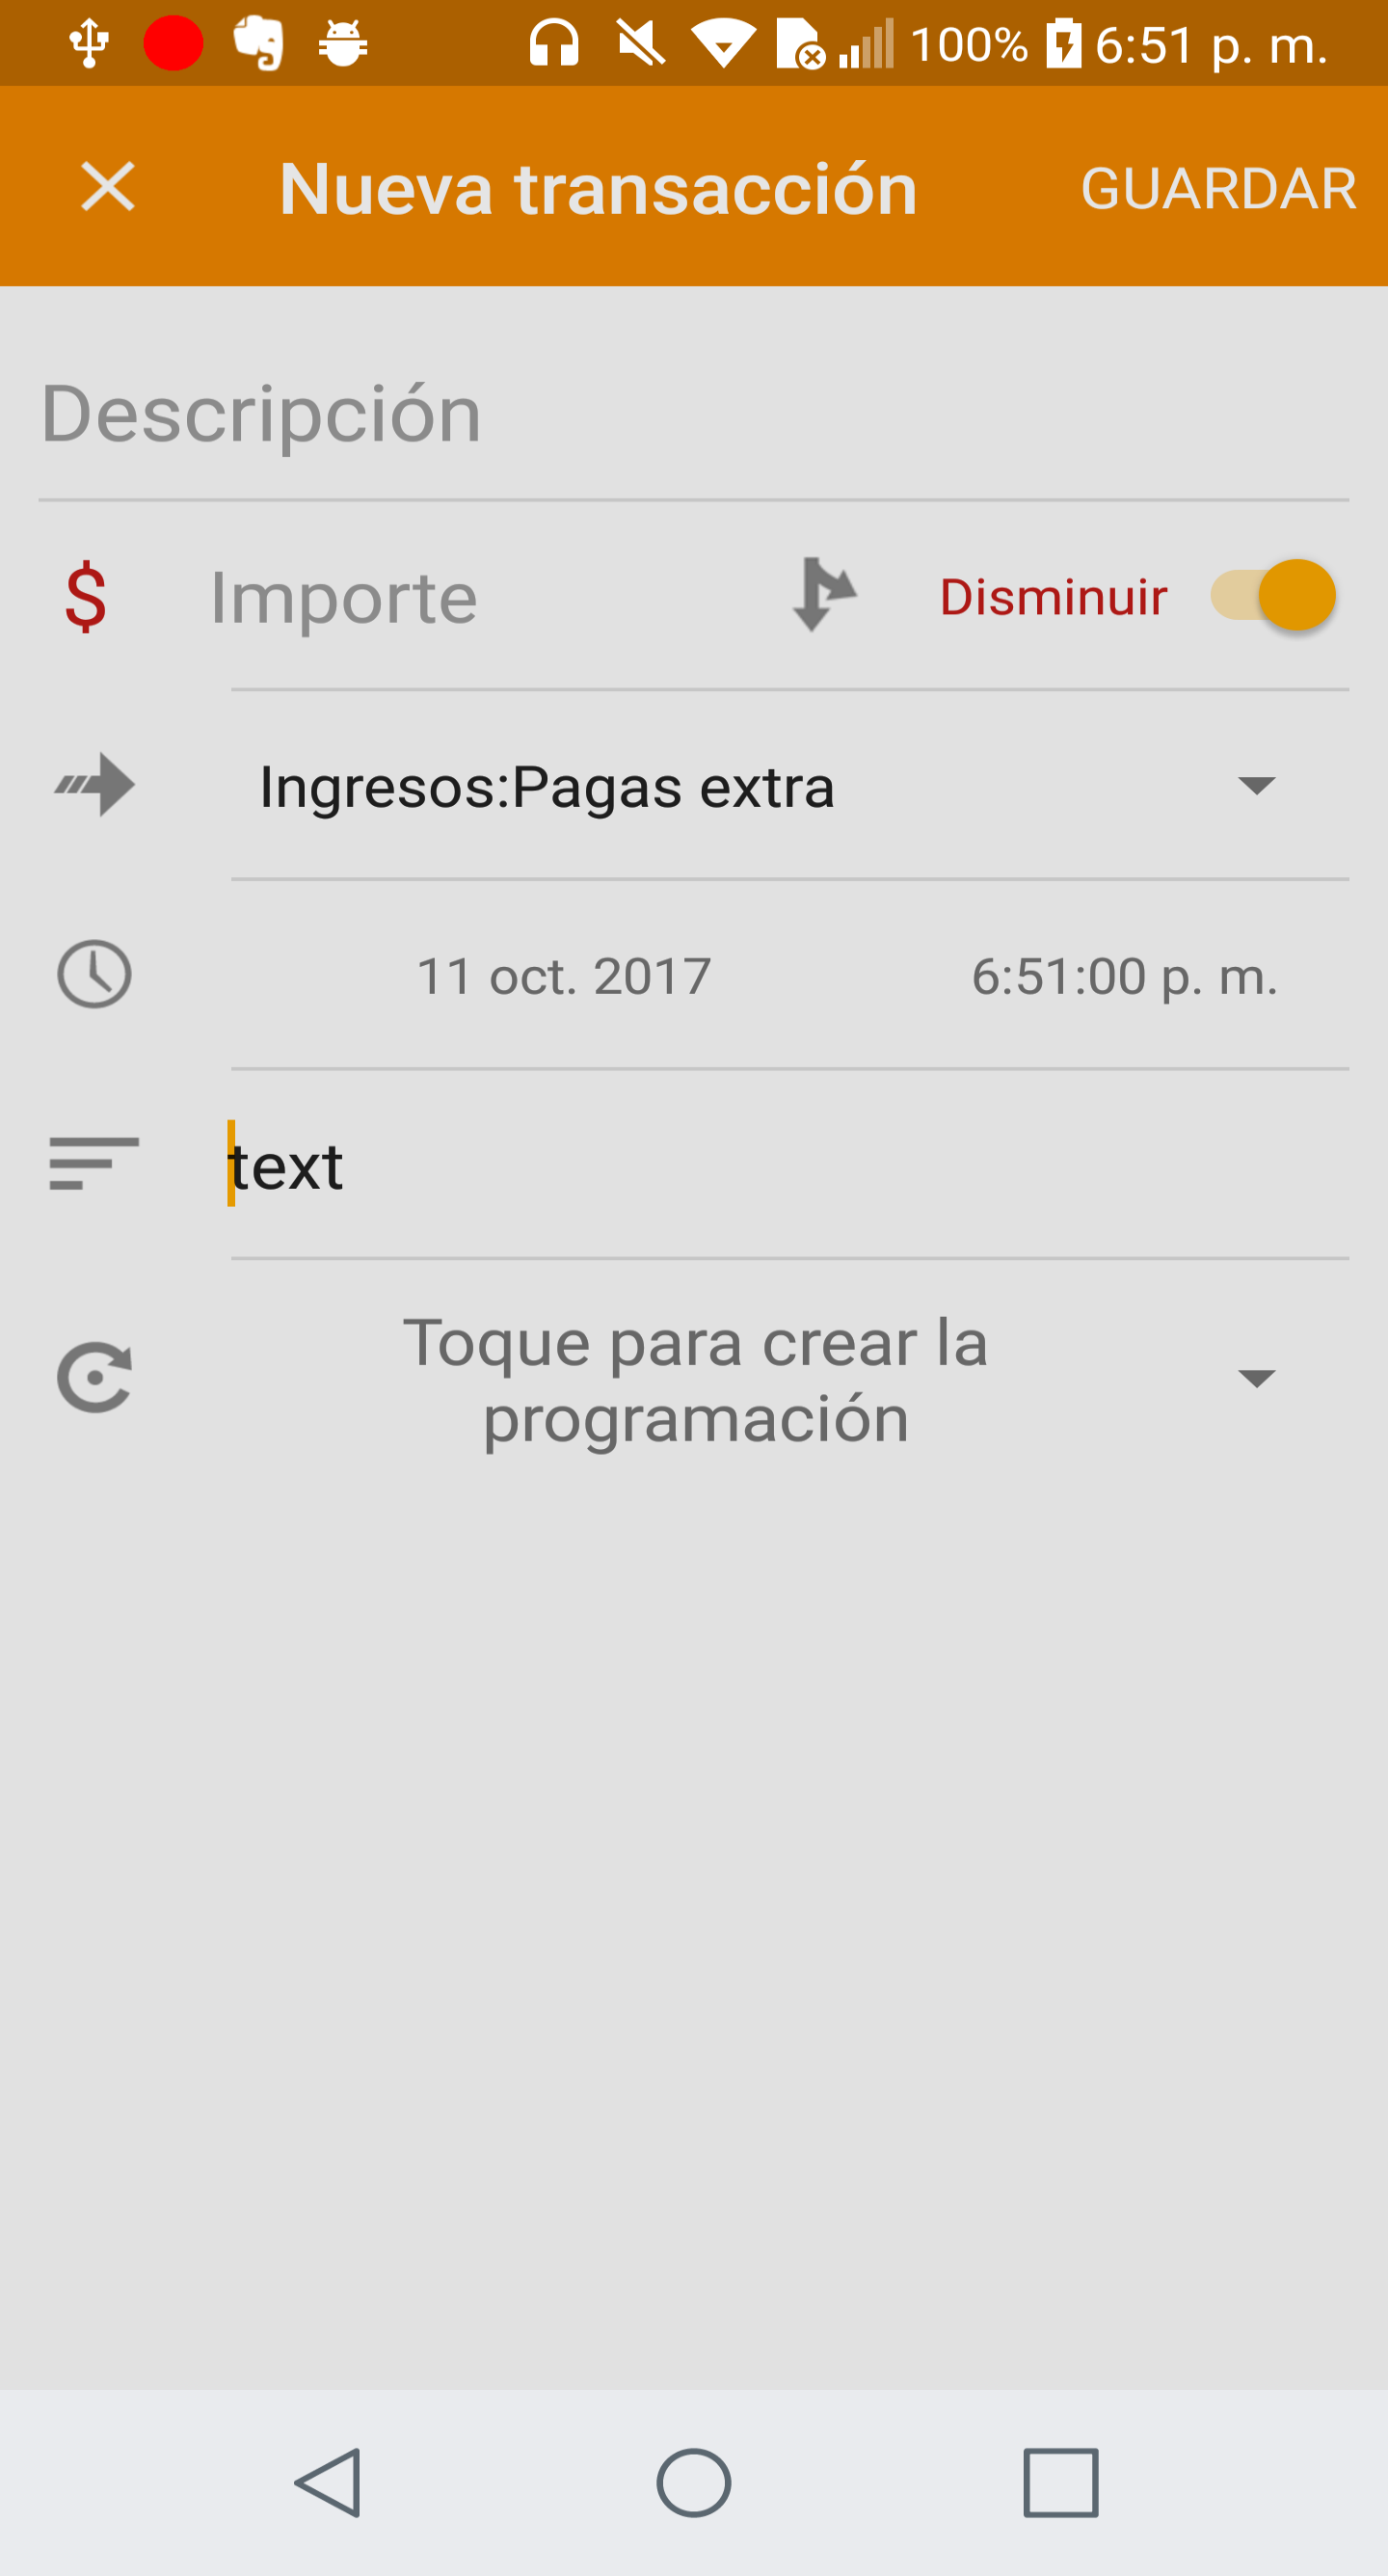 100% 6:51 p. m.
Nueva transacción GUARDAR
Descripción
$ Importe Disminuir
Ingresos:Pagas extra
11 oct. 2017 6:51:00 p. m.
text
Toque para crear la
programación